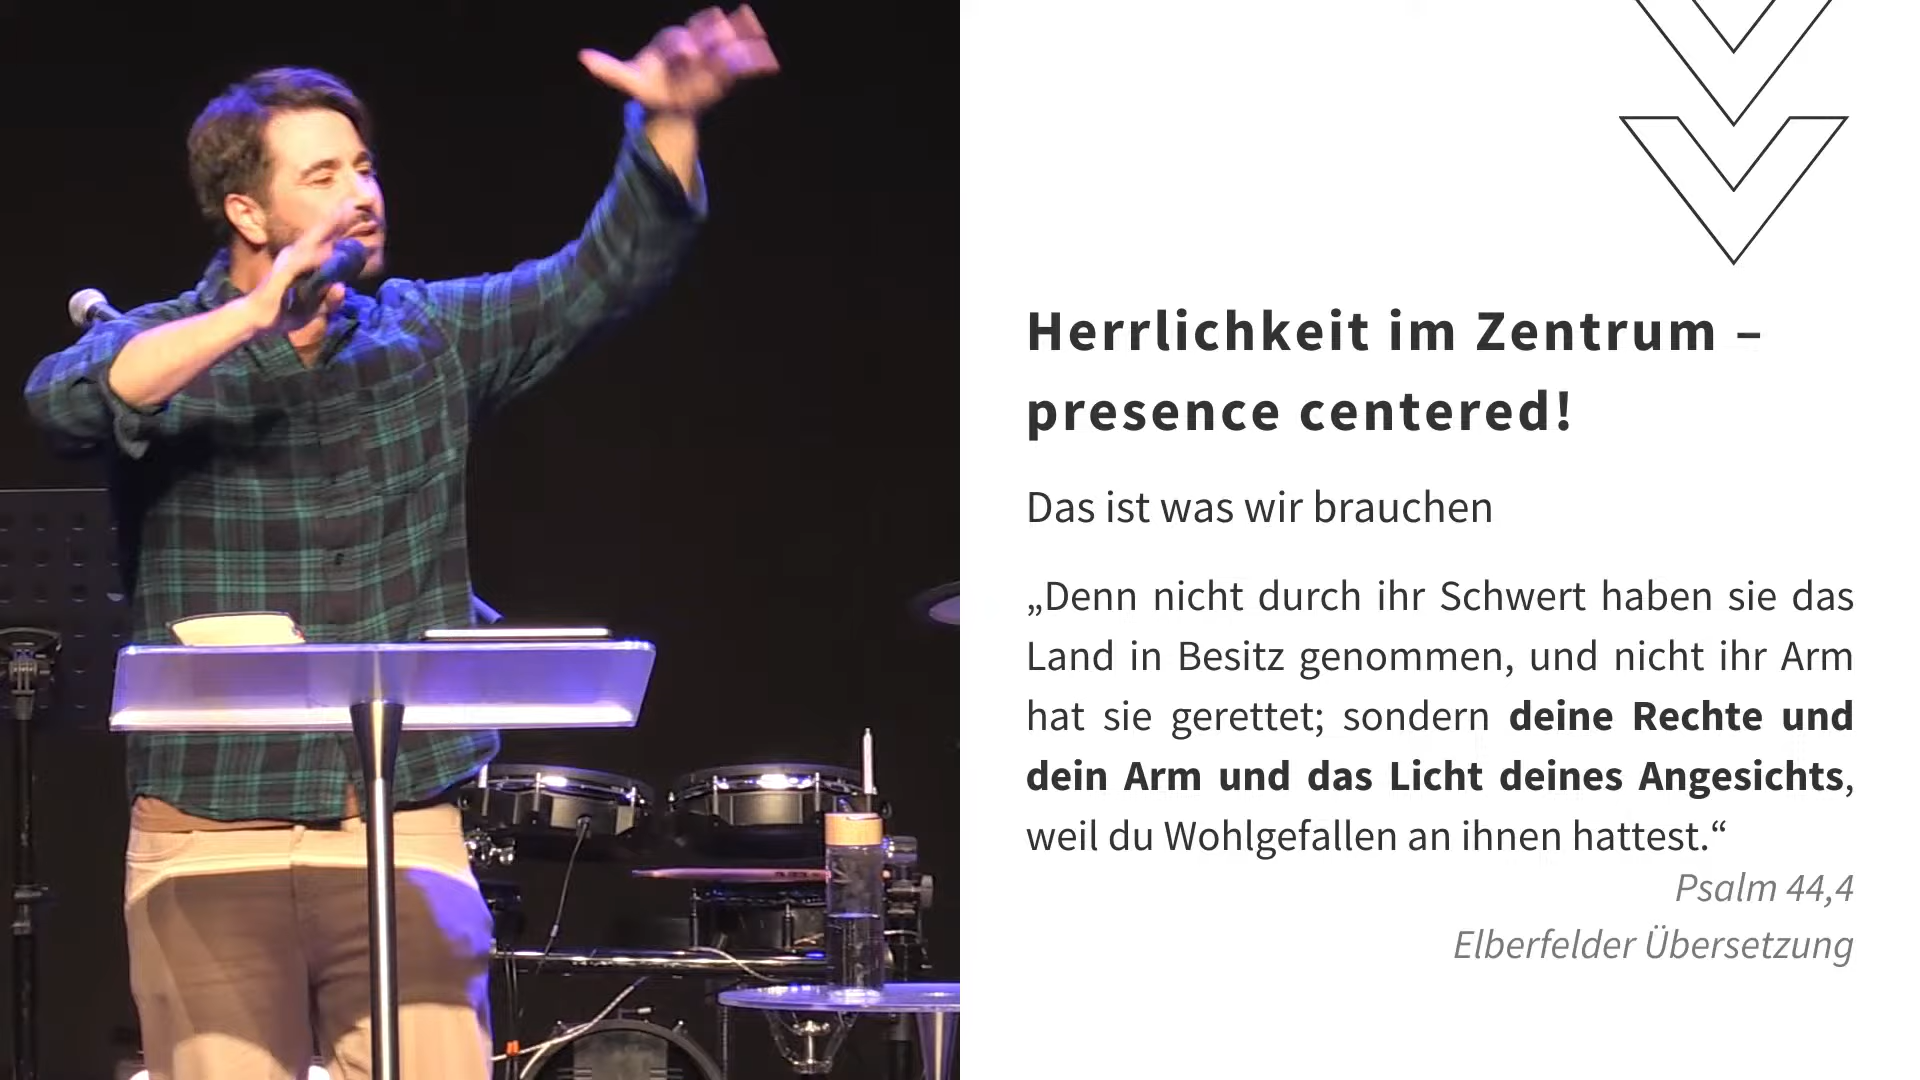 Herrlichkeit im Zentrum –
presence centered!
Das ist was wir brauchen
„Denn nicht durch ihr Schwert haben sie das
Land in Besitz genommen, und nicht ihr Arm
hat sie gerettet; sondern deine Rechte und
dein Arm und das Licht deines Angesichts,
weil du Wohlgefallen an ihnen hattest.“
Psalm 44,4
Elberfelder Übersetzung